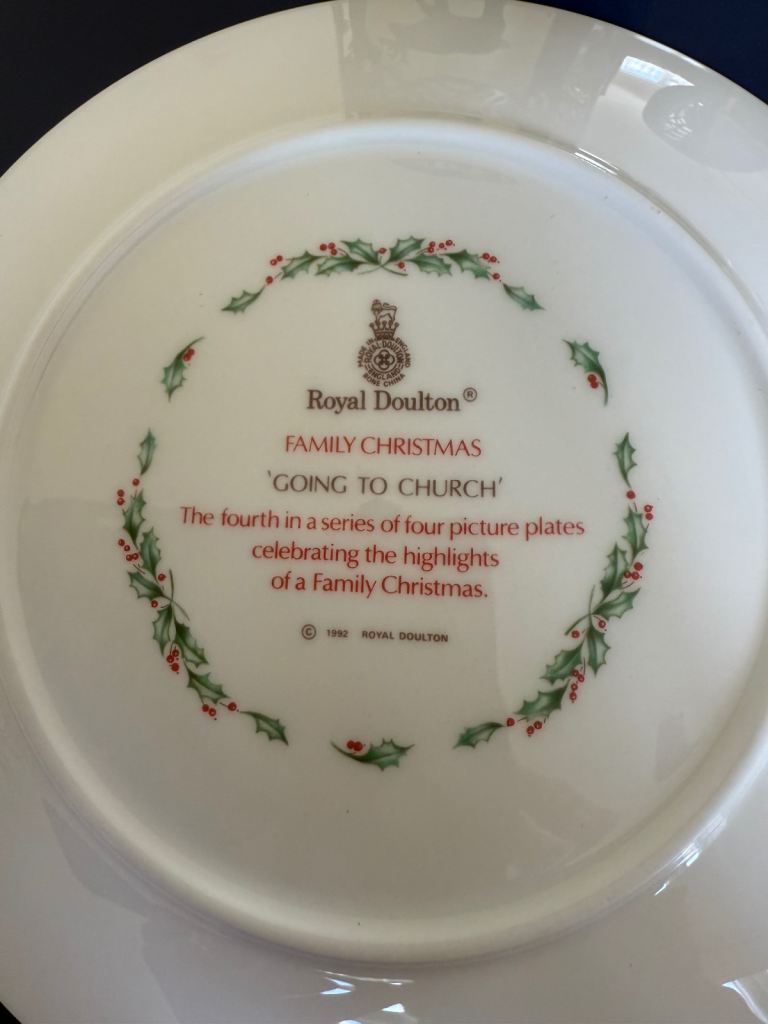 MADE IN ENGLAND
ROYAL DOULTON
ENGLAND
BONE CHINA
Royal Doulton®
FAMILY CHRISTMAS
'GOING TO CHURCH'
The fourth in a series of four picture plates
celebrating the highlights
of a Family Christmas.
© 1992 ROYAL DOULTON